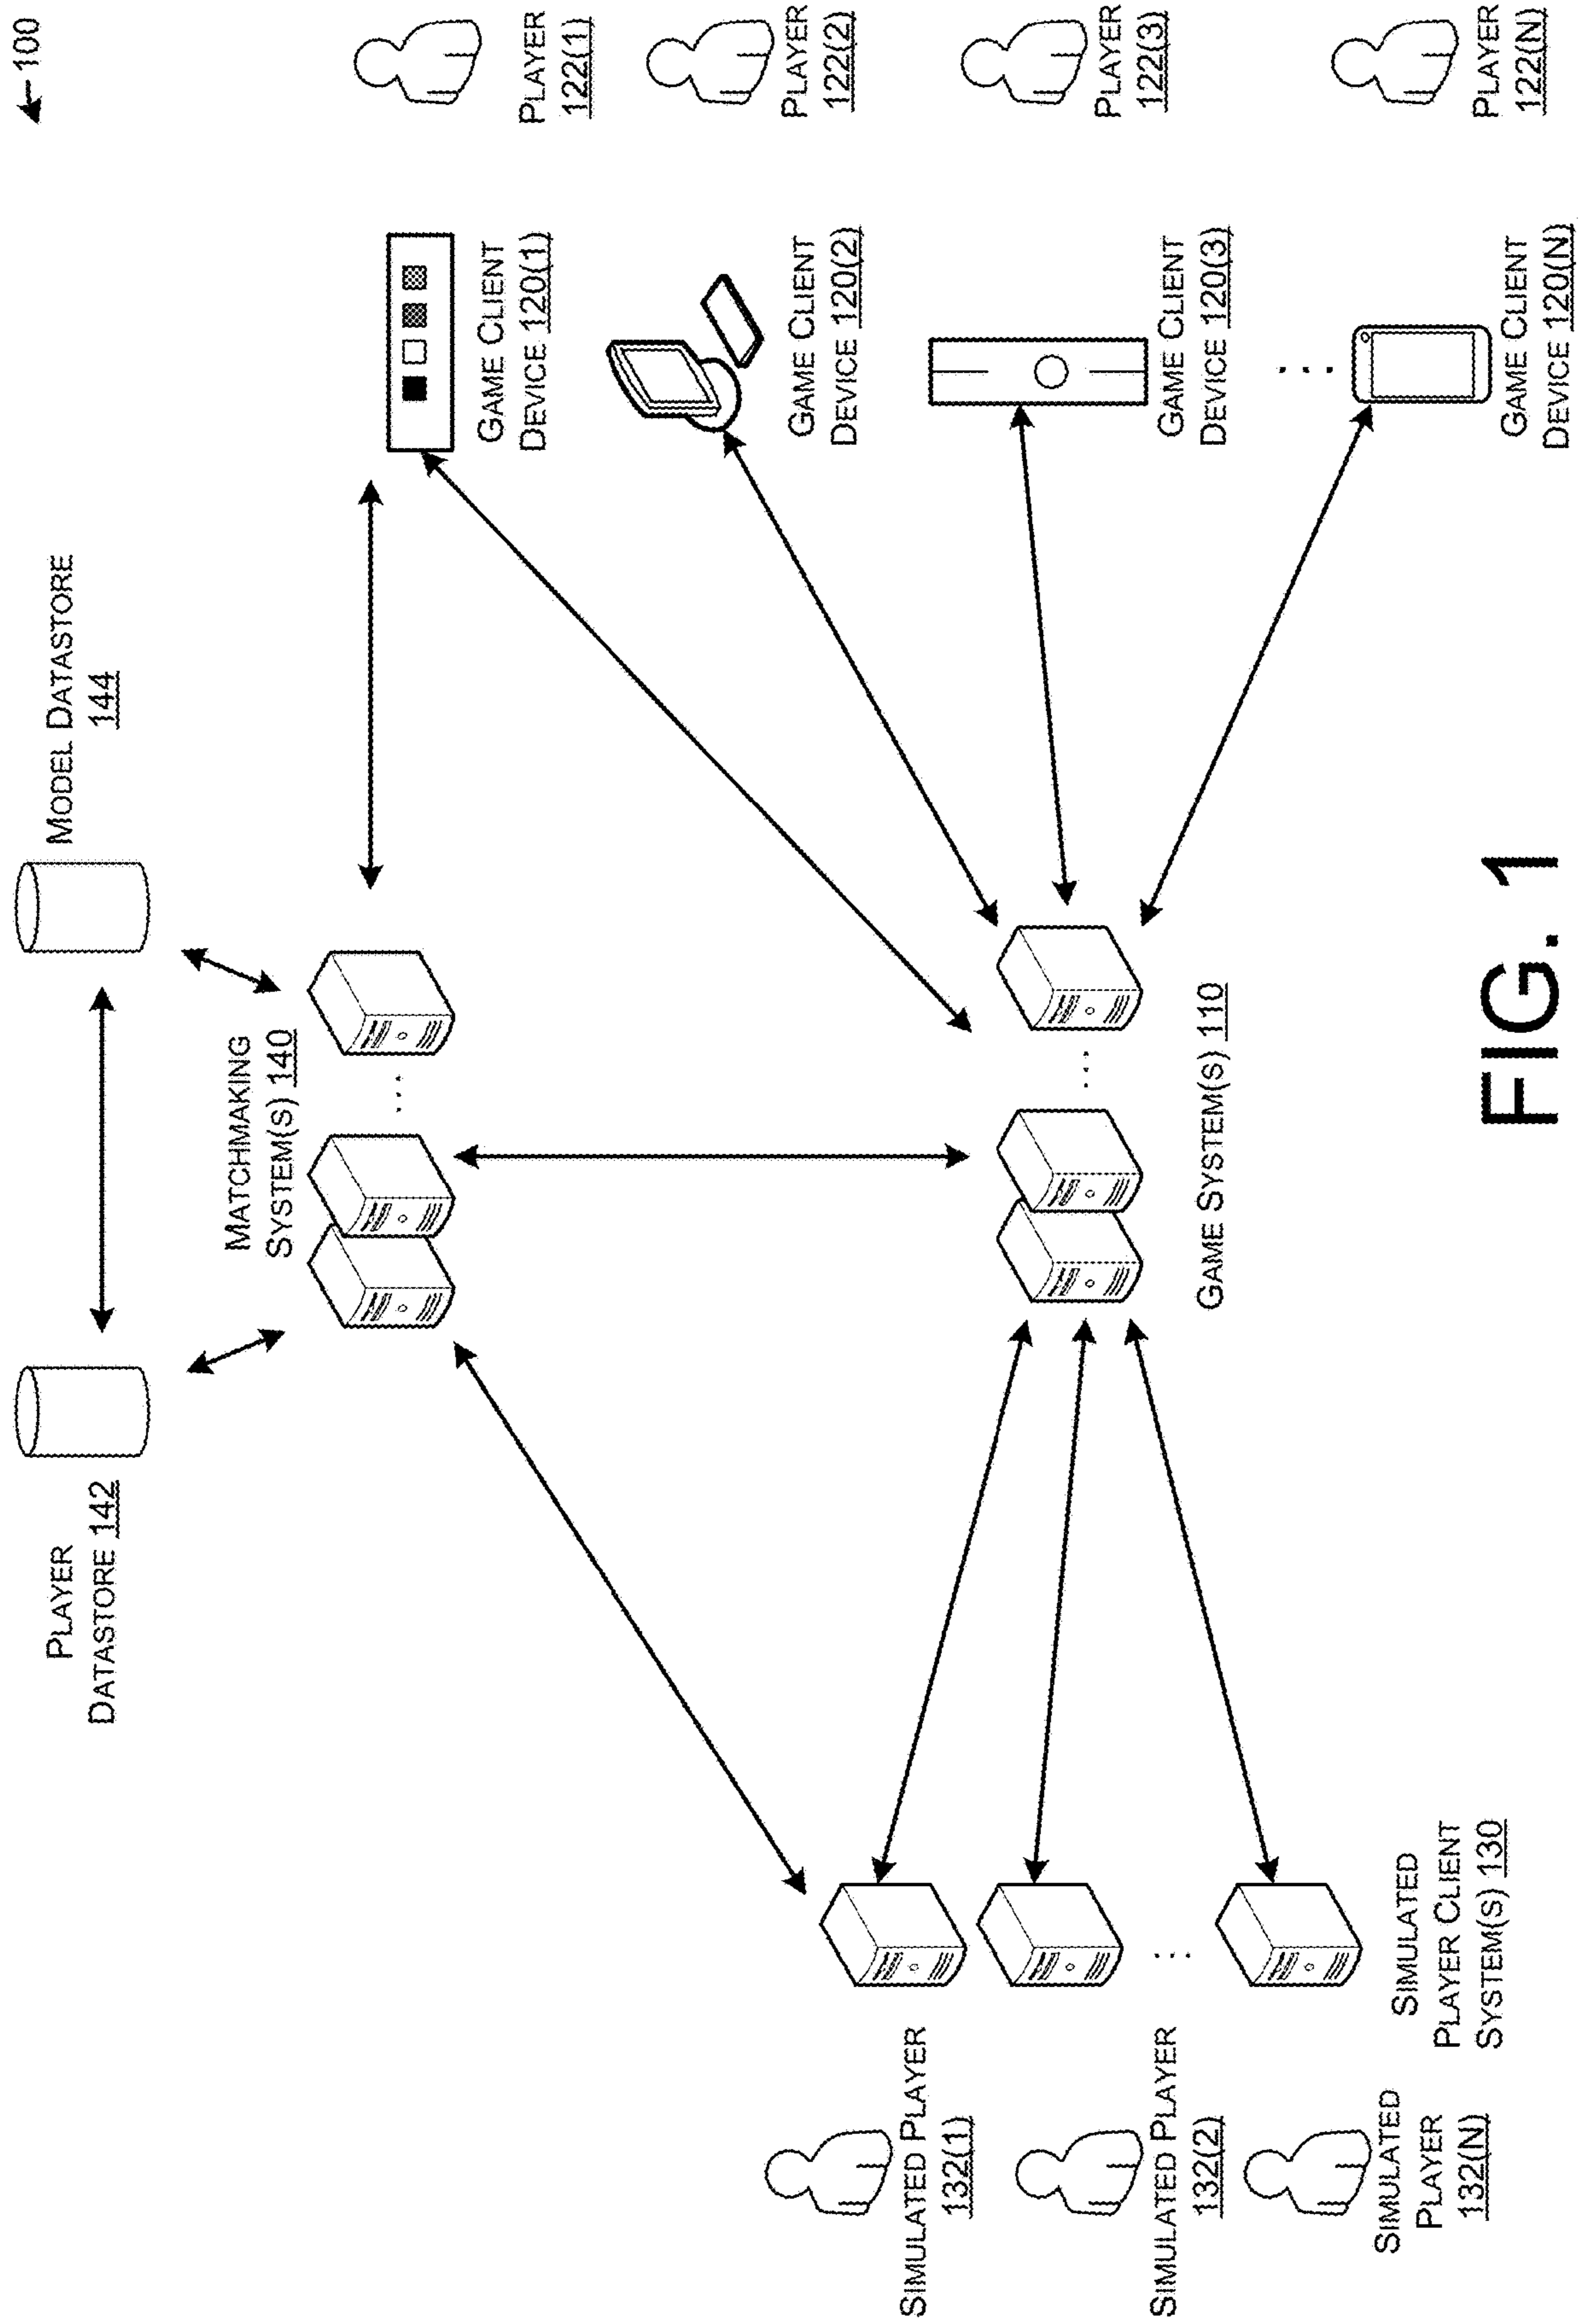 100
PLAYER
DATASTORE 142
MODEL DATASTORE
144
MATCHMAKING
SYSTEM(S) 140
PLAYER
122(1)
GAME CLIENT
DEVICE 120(1)
PLAYER
122(2)
GAME CLIENT
DEVICE 120(2)
PLAYER
122(3)
GAME CLIENT
DEVICE 120(3)
PLAYER
122(N)
GAME CLIENT
DEVICE 120(N)
SIMULATED PLAYER
132(1)
SIMULATED PLAYER
132(2)
SIMULATED
PLAYER
132(N)
SIMULATED
PLAYER CLIENT
SYSTEM(S) 130
GAME SYSTEM(S) 110
FIG. 1